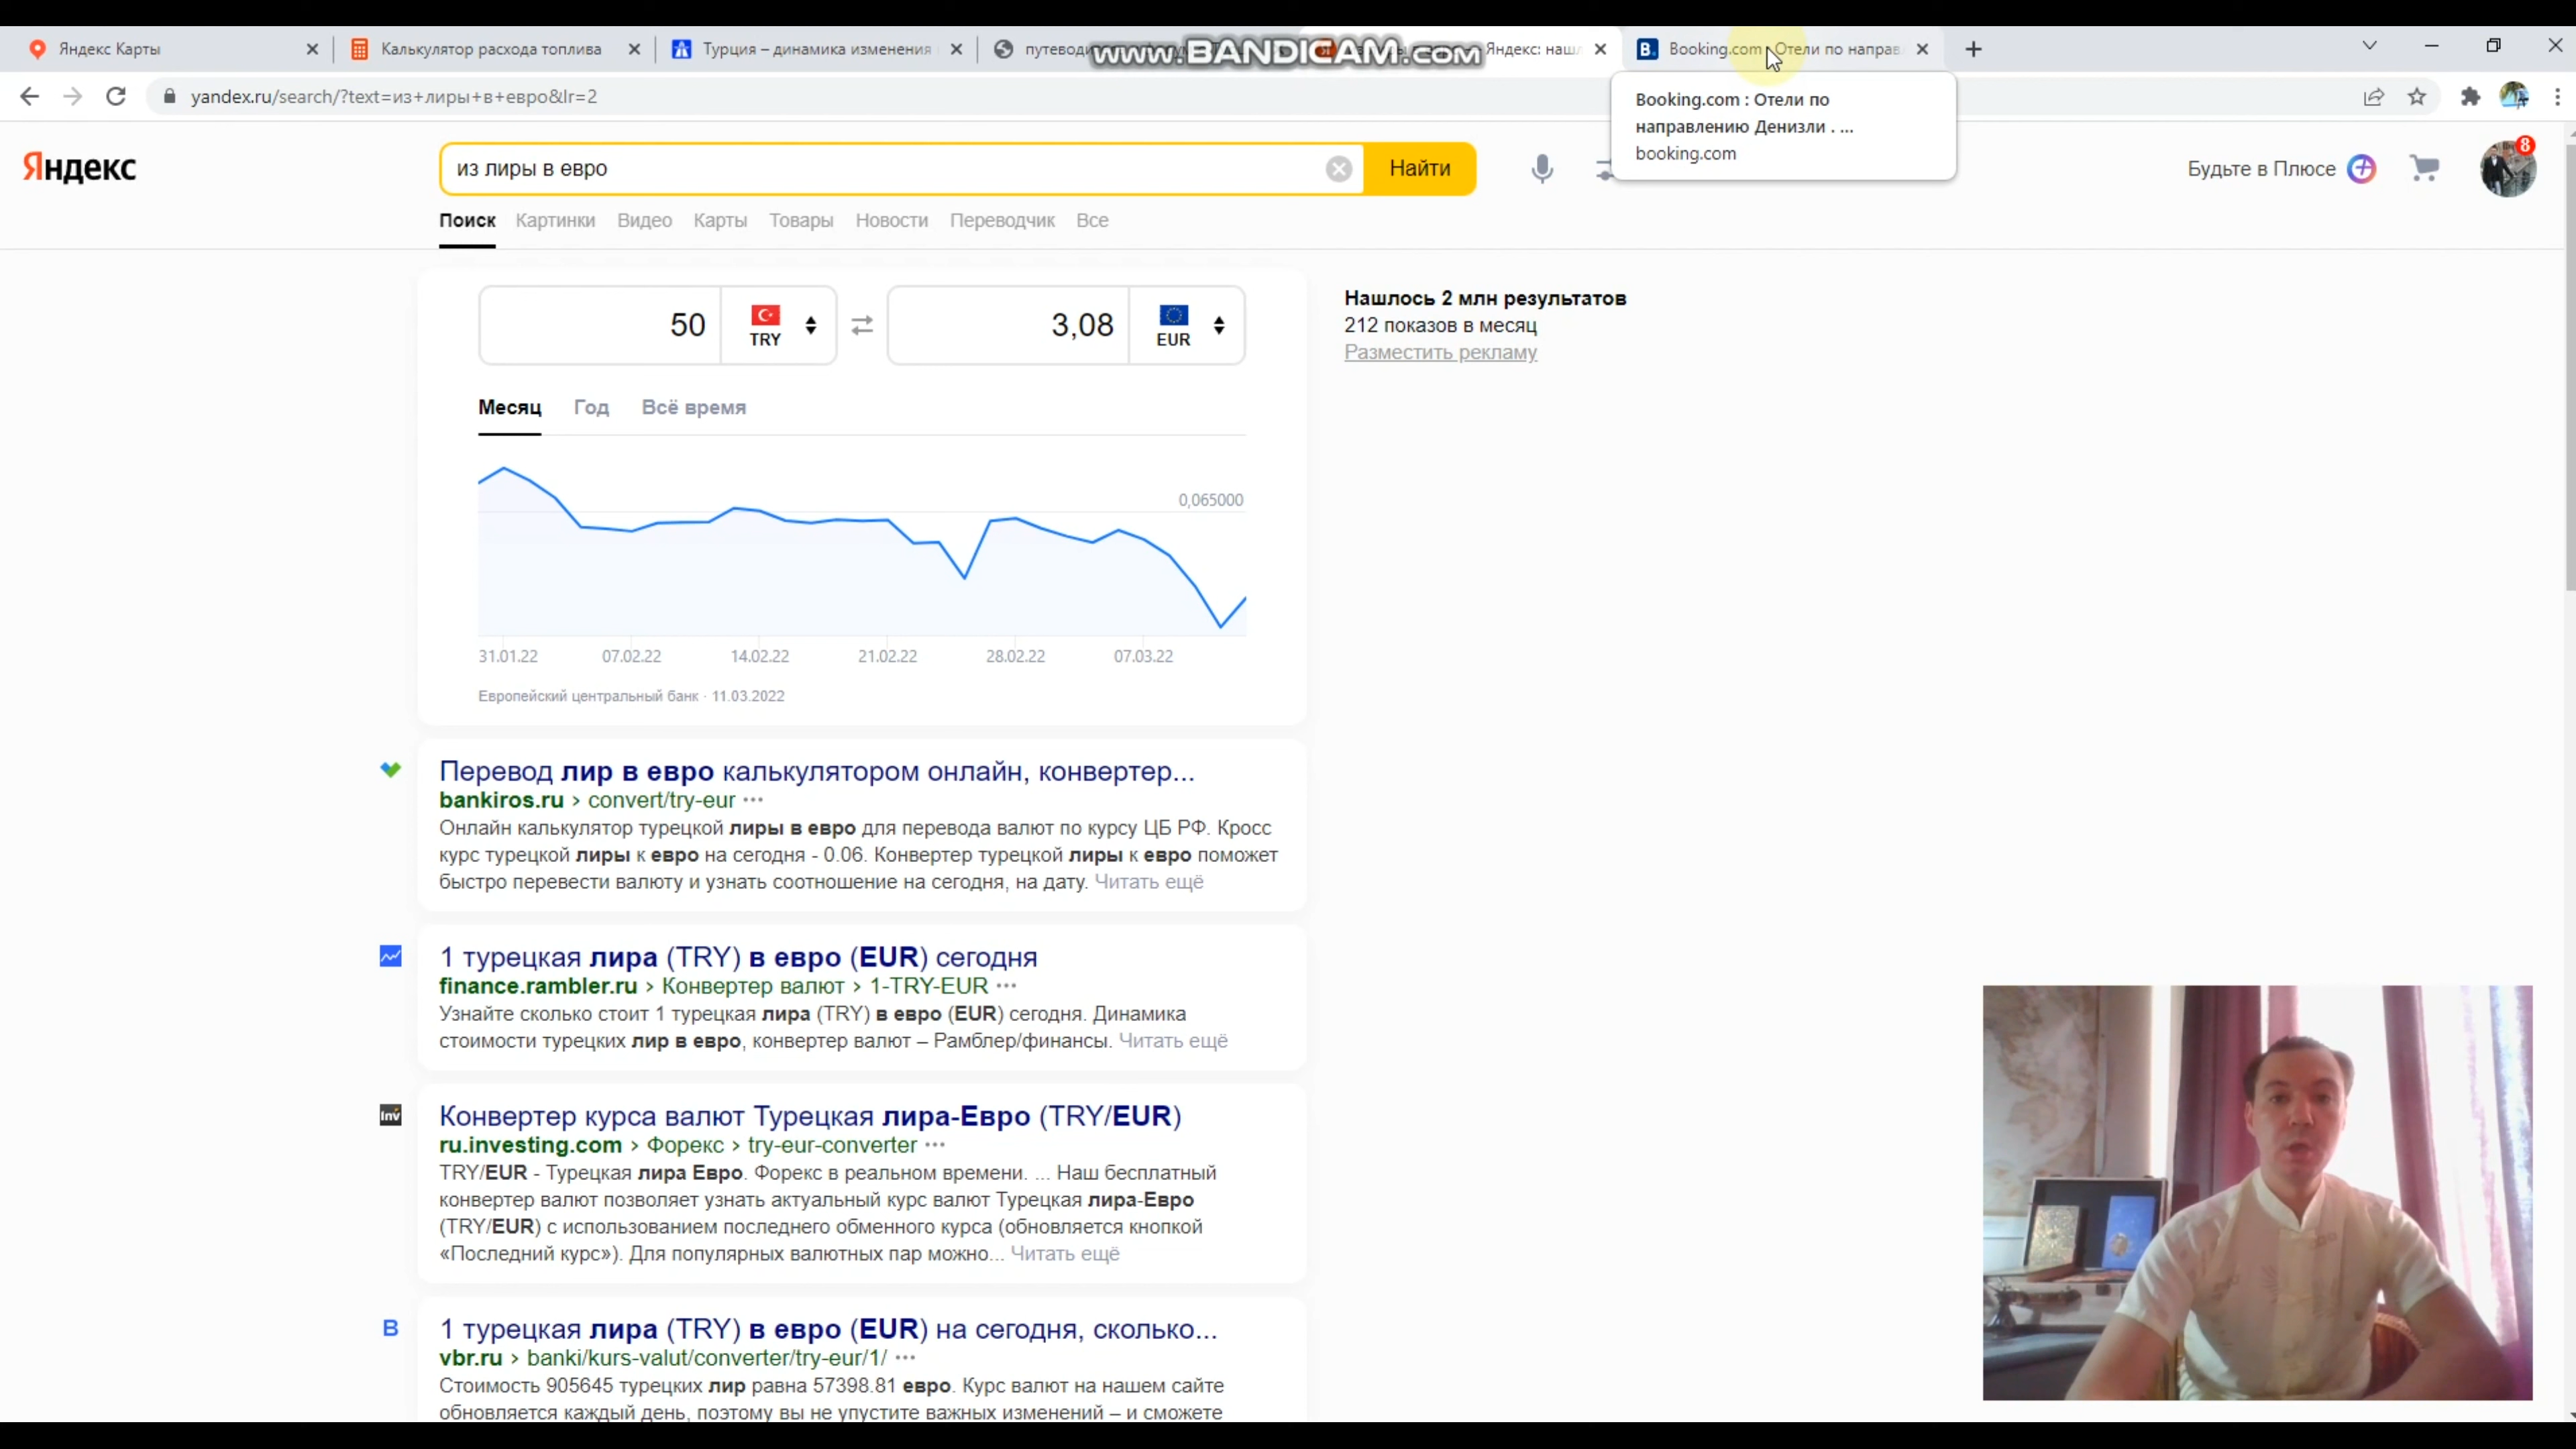 Яндекс Карты
Калькулятор расхода топлива
Турция – динамика изменения
путевод
www.BANDICAM.com
Яндекс: наш
Booking.com : Отели по направ
yandex.ru/search/?text=из+лиры+в+евро&lr=2
Booking.com : Отели по
направлению Денизли . ...
booking.com
Яндекс
из лиры в евро
Найти
Будьте в Плюсе
8
Поиск Картинки Видео Карты Товары Новости Переводчик Все
50
TRY
3,08
EUR
Нашлось 2 млн результатов
212 показов в месяц
Разместить рекламу
Месяц Год Всё время
0,065000
31.01.22 07.02.22 14.02.22 21.02.22 28.02.22 07.03.22
Европейский центральный банк · 11.03.2022
Перевод лир в евро калькулятором онлайн, конвертер...
bankiros.ru › convert/try-eur ···
Онлайн калькулятор турецкой лиры в евро для перевода валют по курсу ЦБ РФ. Кросс
курс турецкой лиры к евро на сегодня - 0.06. Конвертер турецкой лиры к евро поможет
быстро перевести валюту и узнать соотношение на сегодня, на дату. Читать ещё
1 турецкая лира (TRY) в евро (EUR) сегодня
finance.rambler.ru › Конвертер валют › 1-TRY-EUR ···
Узнайте сколько стоит 1 турецкая лира (TRY) в евро (EUR) сегодня. Динамика
стоимости турецких лир в евро, конвертер валют – Рамблер/финансы. Читать ещё
Inv
Конвертер курса валют Турецкая лира-Евро (TRY/EUR)
ru.investing.com › Форекс › try-eur-converter ···
TRY/EUR - Турецкая лира Евро. Форекс в реальном времени. ... Наш бесплатный
конвертер валют позволяет узнать актуальный курс валют Турецкая лира-Евро
(TRY/EUR) с использованием последнего обменного курса (обновляется кнопкой
«Последний курс»). Для популярных валютных пар можно... Читать ещё
В
1 турецкая лира (TRY) в евро (EUR) на сегодня, сколько...
vbr.ru › banki/kurs-valut/converter/try-eur/1/ ···
Стоимость 905645 турецких лир равна 57398.81 евро. Курс валют на нашем сайте
обновляется каждый день, поэтому вы не упустите важных изменений – и сможете